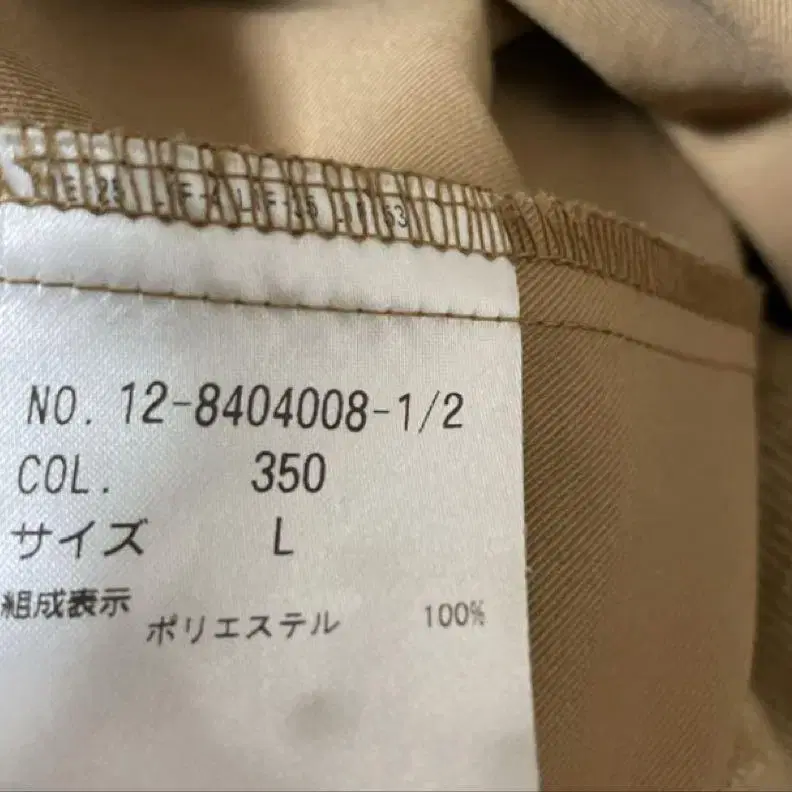 NO. 12-8404008-1/2
COL. 350
サイズ L
組成表示
ポリエステル 100%